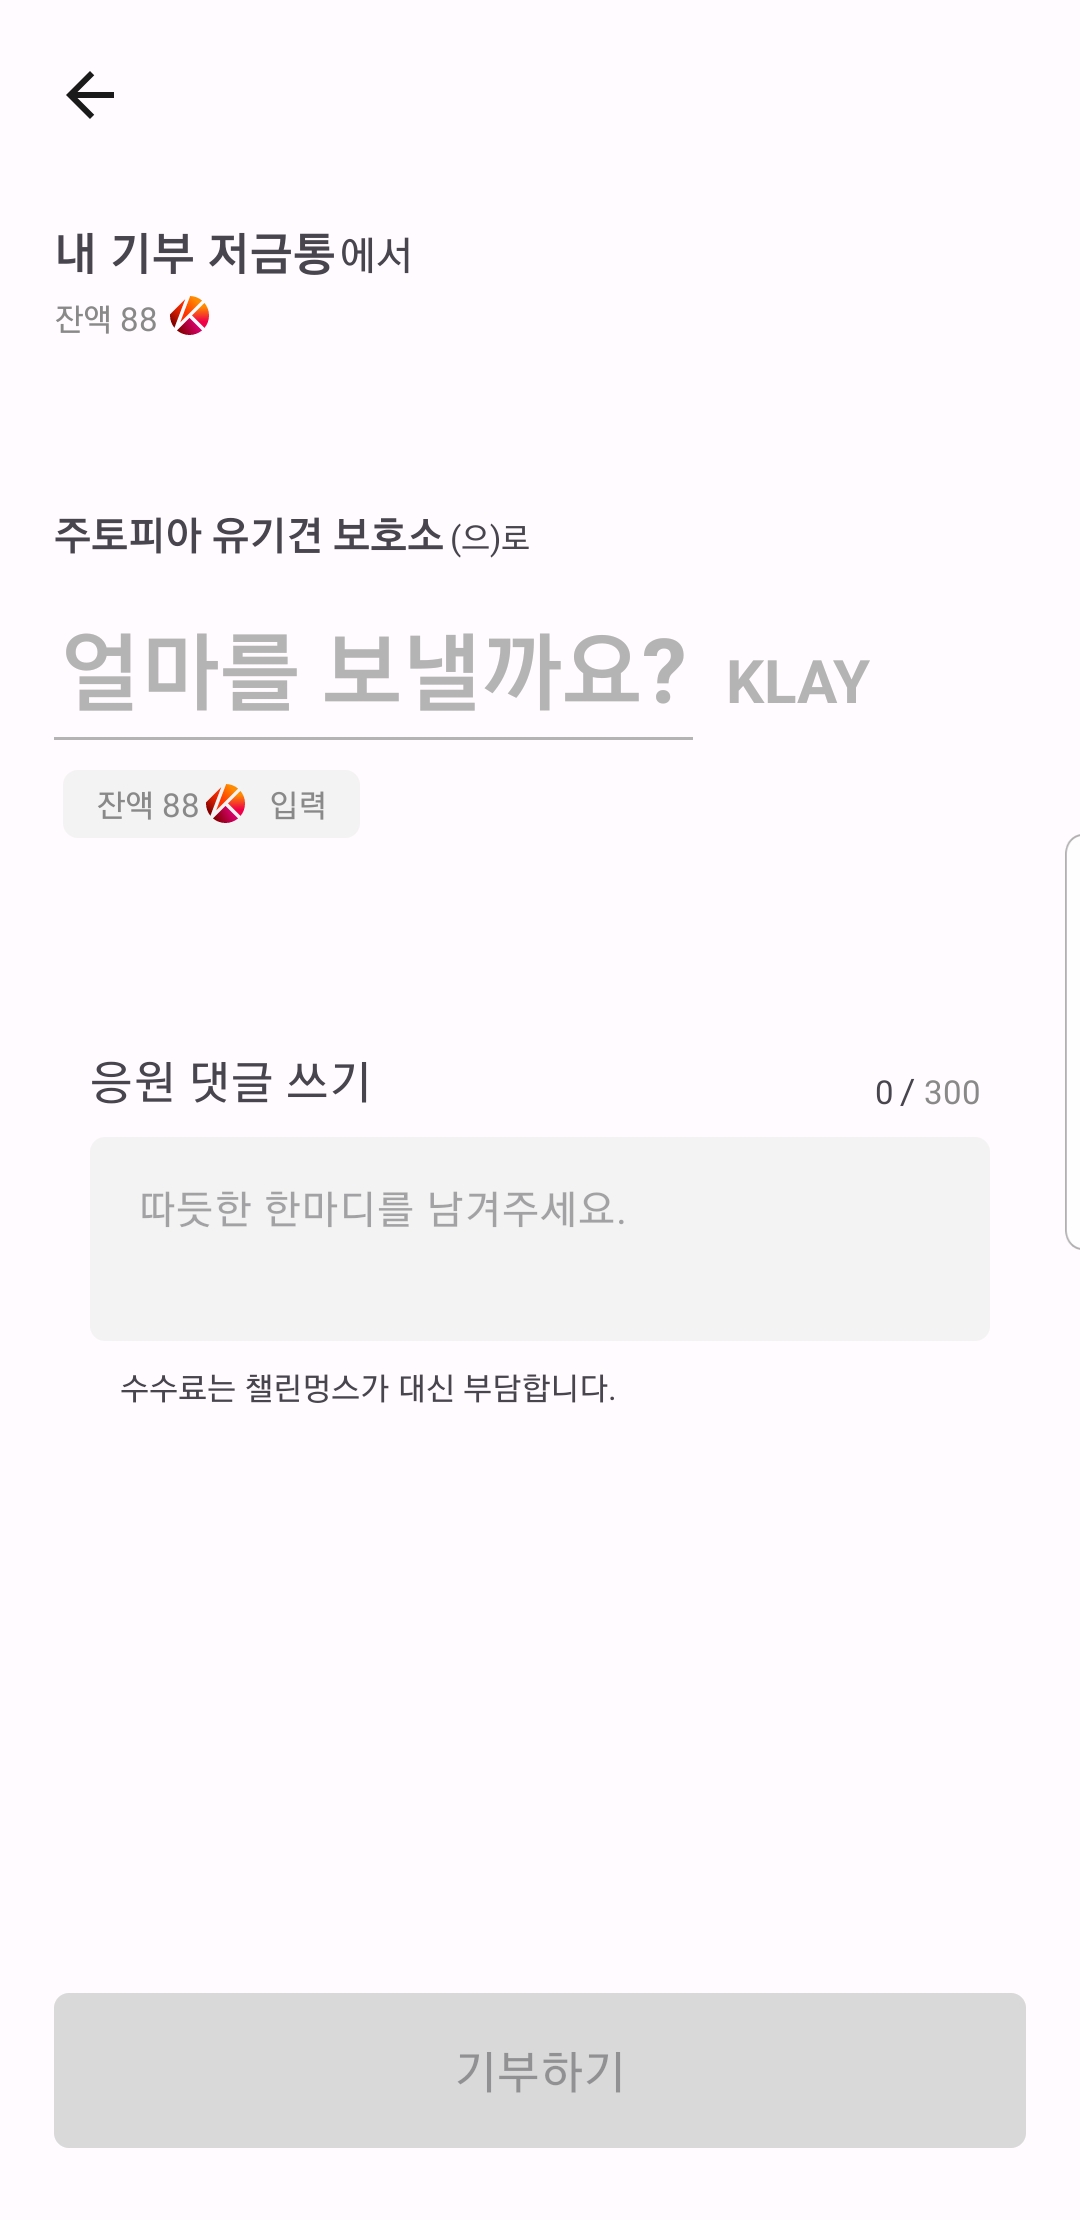 내 기부 저금통에서
잔액 88
주토피아 유기견 보호소 (으)로
얼마를 보낼까요? KLAY
잔액 88 입력
응원 댓글 쓰기 0 / 300
따듯한 한마디를 남겨주세요.
수수료는 챌린멍스가 대신 부담합니다.
기부하기